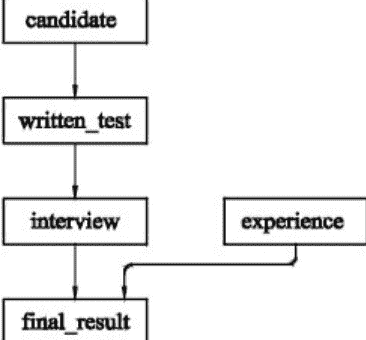 candidate
written_test
interview
experience
final_result